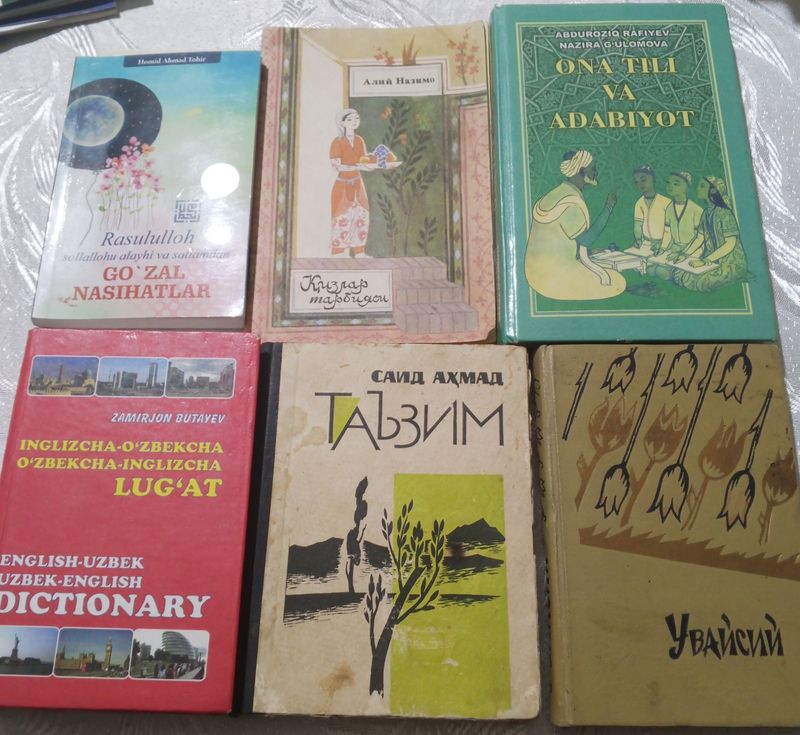 Homid Ahmad Tohir
Rasululloh
sollallohu alayhi va sallamdan
GO`ZAL
NASIHATLAR
Алий Назимо
Қизлар
тарбияси
ABDUROZIQ RAFIYEV
NAZIRA G'ULOMOVA
ONA TILI
VA
ADABIYOT
ZAMIRJON BUTAYEV
INGLIZCHA-O'ZBEKCHA
O'ZBEKCHA-INGLIZCHA
LUG'AT
ENGLISH-UZBEK
UZBEK-ENGLISH
DICTIONARY
САИД АҲМАД
ТАЪЗИМ
УВАЙСИЙ